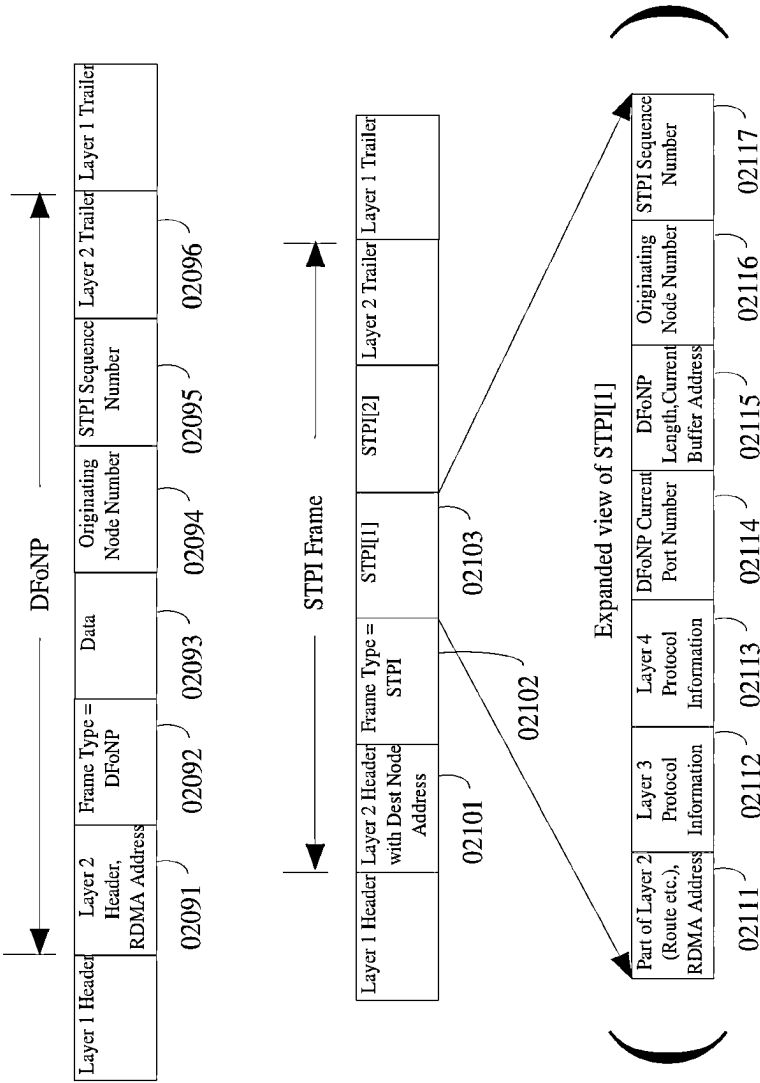 DFoNP
Layer 1 Header
Layer 2
Header,
RDMA Address
Frame Type =
DFoNP
Data
Originating
Node Number
STPI Sequence
Number
Layer 2 Trailer
Layer 1 Trailer
02091
02092
02093
02094
02095
02096
STPI Frame
Layer 1 Header
Layer 2 Header
with Dest Node
Address
Frame Type =
STPI
STPI[1]
STPI[2]
Layer 2 Trailer
Layer 1 Trailer
02101
02102
02103
Expanded view of STPI[1]
Part of Layer 2
(Route etc.),
RDMA Address
Layer 3
Protocol
Information
Layer 4
Protocol
Information
DFoNP Current
Port Number
DFoNP
Length,Current
Buffer Address
Originating
Node Number
STPI Sequence
Number
02111
02112
02113
02114
02115
02116
02117